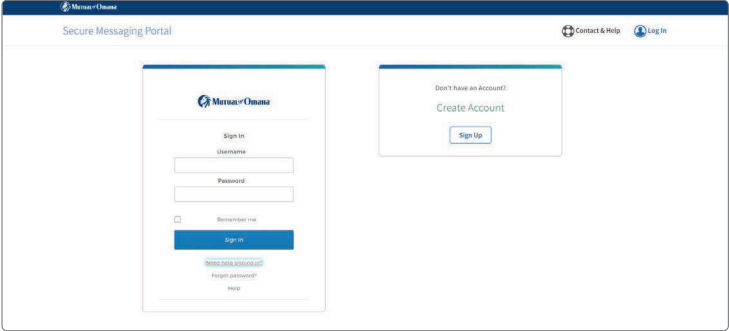 Mutual of Omaha
Secure Messaging Portal
Contact & Help
Log In
Mutual of Omaha
Sign In
Username
Password
Remember me
Sign In
Need help signing in?
Forgot password?
Help
Don't have an Account?
Create Account
Sign Up